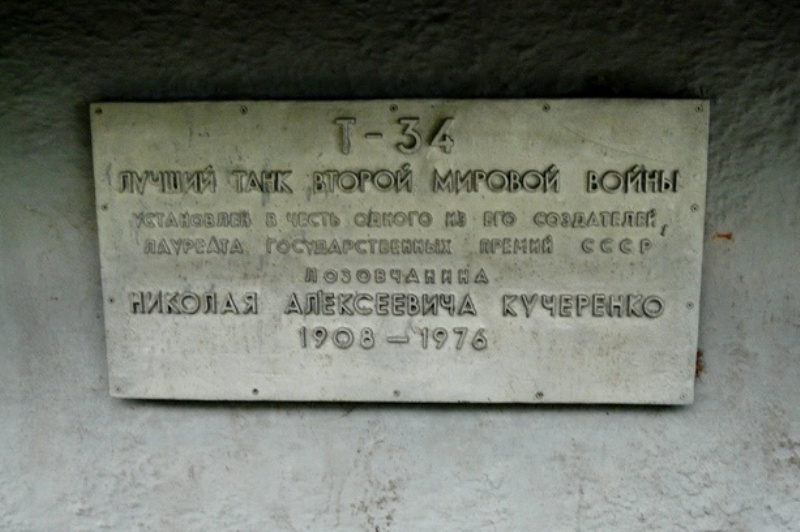 Т-34
ЛУЧШИЙ ТАНК ВТОРОЙ МИРОВОЙ ВОЙНЫ
УСТАНОВЛЕН В ЧЕСТЬ ОДНОГО ИЗ ЕГО СОЗДАТЕЛЕЙ,
ЛАУРЕАТА ГОСУДАРСТВЕННЫХ ПРЕМИЙ СССР,
ЛОЗОВЧАНИНА
НИКОЛАЯ АЛЕКСЕЕВИЧА КУЧЕРЕНКО
1908 – 1976